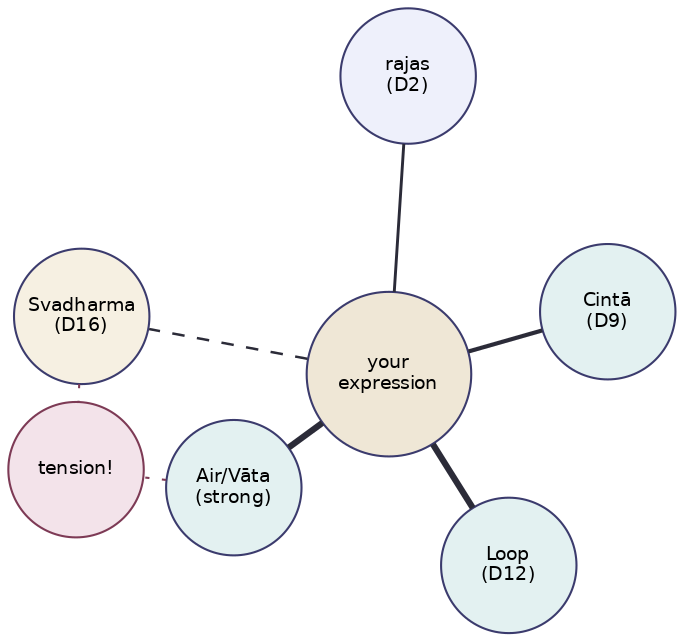 rajas
(D2)
Cintā
(D9)
Svadharma
(D16)
your
expression
tension!
Air/Vāta
(strong)
Loop
(D12)